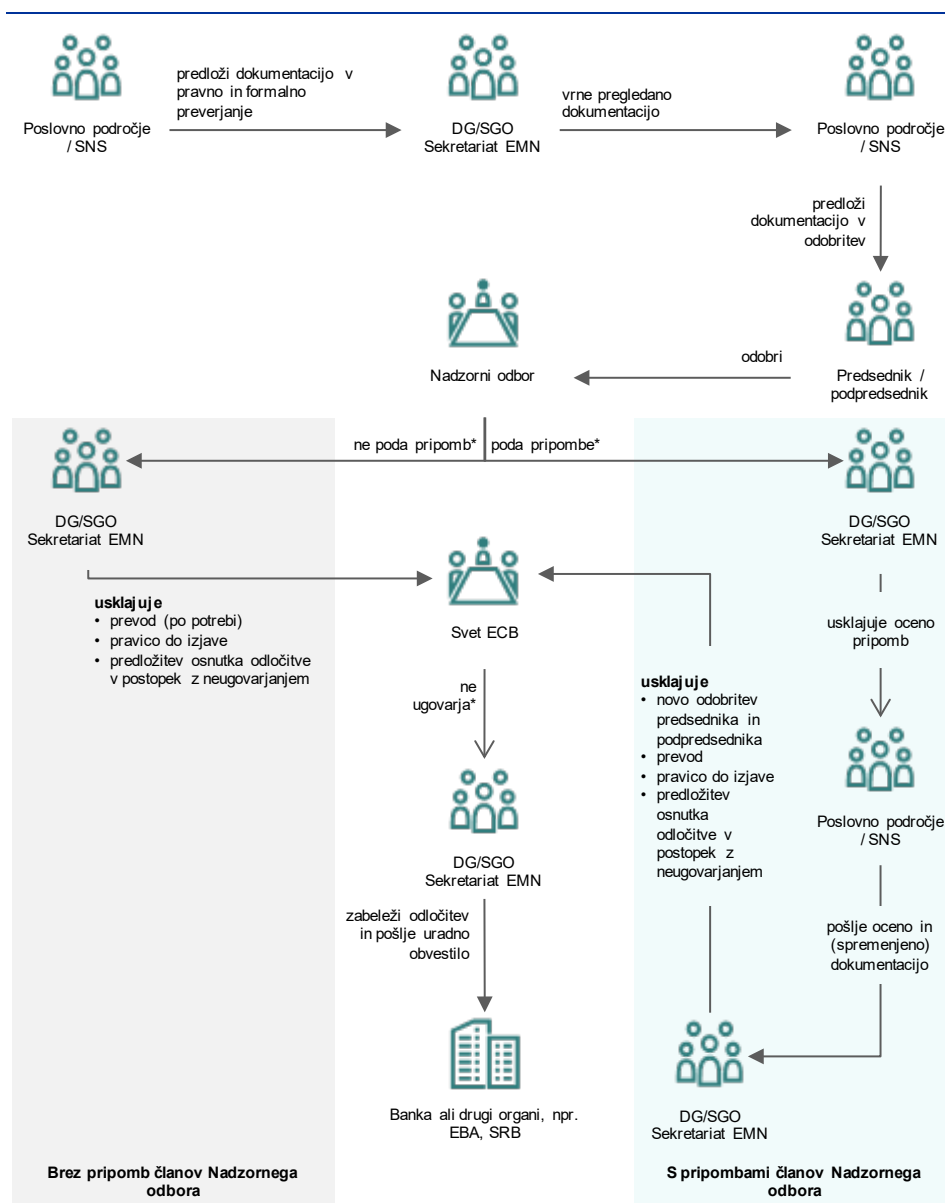 predloži dokumentacijo v
pravno in formalno
preverjanje
vrne pregledano
dokumentacijo
Poslovno področje
/ SNS
DG/SGO
Sekretariat EMN
Poslovno področje
/ SNS
predloži
dokumentacijo v
odobritev
Nadzorni odbor
odobri
Predsednik /
podpredsednik
ne poda pripomb*
poda pripombe*
DG/SGO
Sekretariat EMN
DG/SGO
Sekretariat EMN
usklajuje
• prevod (po potrebi)
• pravico do izjave
• predložitev osnutka odločitve
v postopek z neugovarjanjem
Svet ECB
usklajuje oceno
pripomb
ne
ugovarja*
usklajuje
• novo odobritev
predsednika in
podpredsednika
• prevod
• pravico do izjave
• predložitev
osnutka
odločitve v
postopek z
neugovarjanjem
Poslovno področje
/ SNS
DG/SGO
Sekretariat EMN
zabeleži odločitev
in pošlje uradno
obvestilo
pošlje oceno in
(spremenjeno)
dokumentacijo
Banka ali drugi organi, npr.
EBA, SRB
DG/SGO
Sekretariat EMN
Brez pripomb članov Nadzornega
odbora
S pripombami članov Nadzornega
odbora